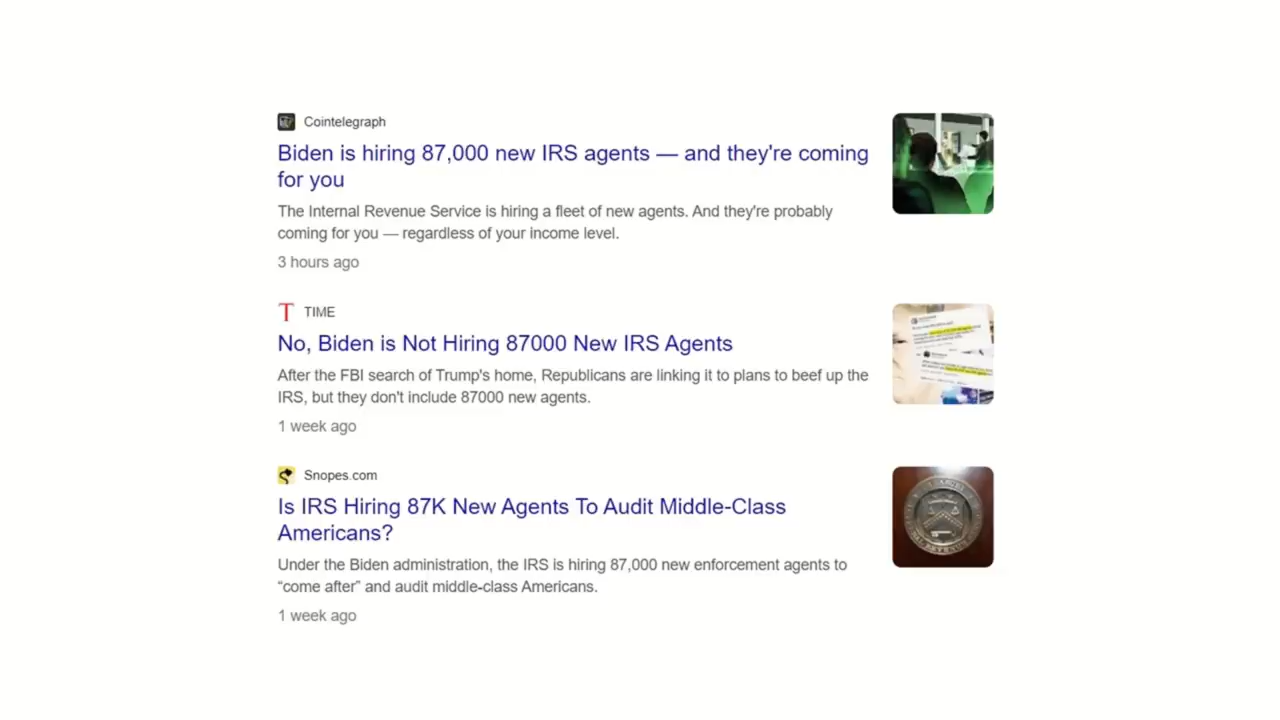 Cointelegraph
Biden is hiring 87,000 new IRS agents — and they're coming
for you
The Internal Revenue Service is hiring a fleet of new agents. And they're probably
coming for you — regardless of your income level.
3 hours ago
T TIME
No, Biden is Not Hiring 87000 New IRS Agents
After the FBI search of Trump's home, Republicans are linking it to plans to beef up the
IRS, but they don't include 87000 new agents.
1 week ago
Snopes.com
Is IRS Hiring 87K New Agents To Audit Middle-Class
Americans?
Under the Biden administration, the IRS is hiring 87,000 new enforcement agents to
“come after” and audit middle-class Americans.
1 week ago